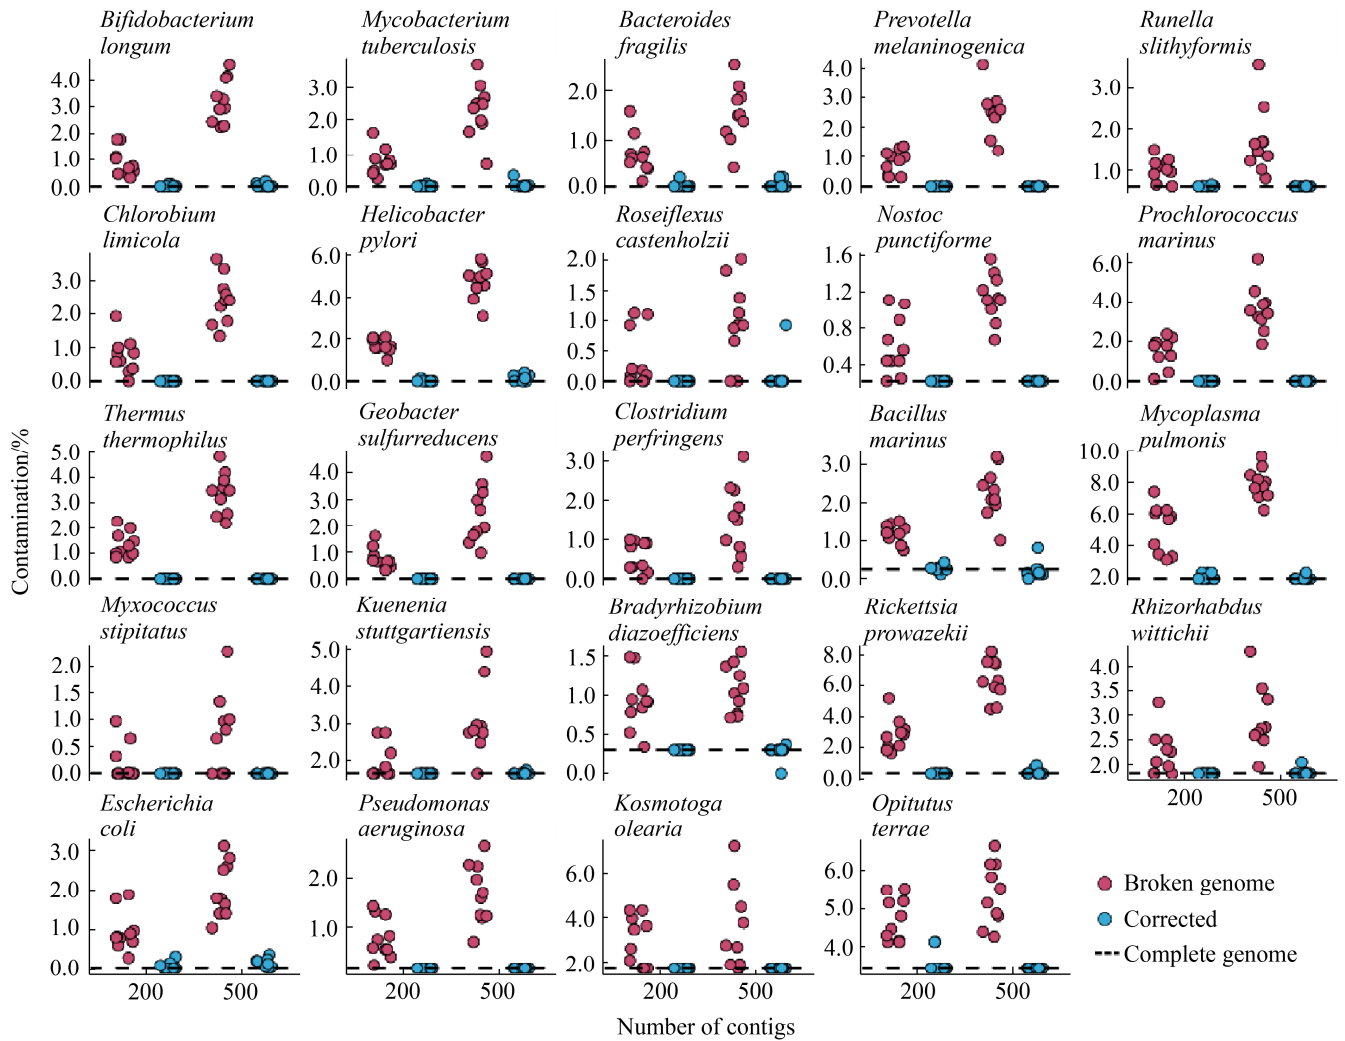 Bifidobacterium
longum
4.0
3.0
2.0
1.0
0.0
Mycobacterium
tuberculosis
3.0
2.0
1.0
0.0
Bacteroides
fragilis
2.0
1.0
0.0
Prevotella
melaninogenica
4.0
3.0
2.0
1.0
0.0
Runella
slithyformis
3.0
2.0
1.0
Chlorobium
limicola
3.0
2.0
1.0
0.0
Helicobacter
pylori
6.0
4.0
2.0
0.0
Roseiflexus
castenholzii
2.0
1.5
1.0
0.5
0.0
Nostoc
punctiforme
1.6
1.2
0.8
0.4
Prochlorococcus
marinus
6.0
4.0
2.0
0.0
Contamination/%
Thermus
thermophilus
5.0
4.0
3.0
2.0
1.0
0.0
Geobacter
sulfurreducens
4.0
3.0
2.0
1.0
0.0
Clostridium
perfringens
3.0
2.0
1.0
0.0
Bacillus
marinus
3.0
2.0
1.0
0.0
Mycoplasma
pulmonis
10.0
8.0
6.0
4.0
2.0
Myxococcus
stipitatus
2.0
1.5
1.0
0.5
0.0
Kuenenia
stuttgartiensis
5.0
4.0
3.0
2.0
Bradyrhizobium
diazoefficiens
1.5
1.0
0.5
0.0
Rickettsia
prowazekii
8.0
6.0
4.0
2.0
0.0
Rhizorhabdus
wittichii
4.0
3.0
2.5
2.0
200 500
Escherichia
coli
3.0
2.0
1.0
0.0
200 500
Pseudomonas
aeruginosa
2.0
1.0
200 500
Kosmotoga
olearia
6.0
4.0
2.0
200 500
Opitutus
terrae
6.0
5.0
4.0
200 500
Broken genome
Corrected
Complete genome
Number of contigs